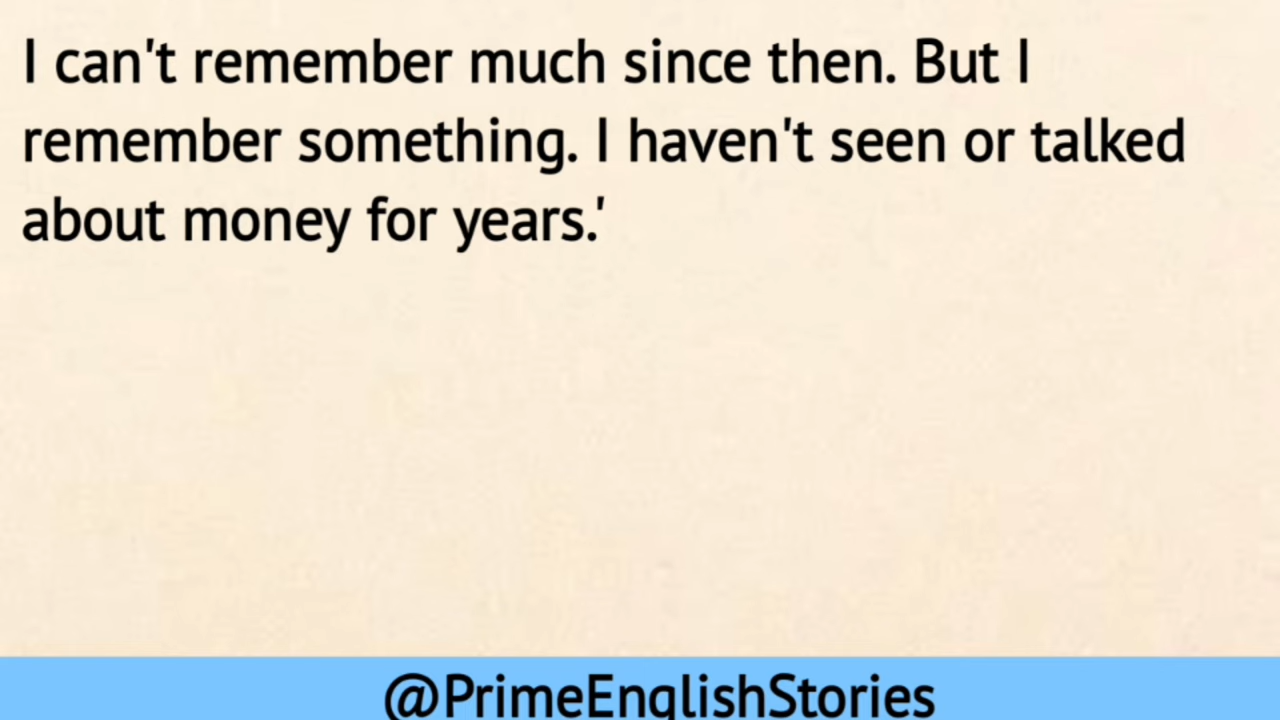 I can't remember much since then. But I
remember something. I haven't seen or talked
about money for years.'
@PrimeEnglishStories